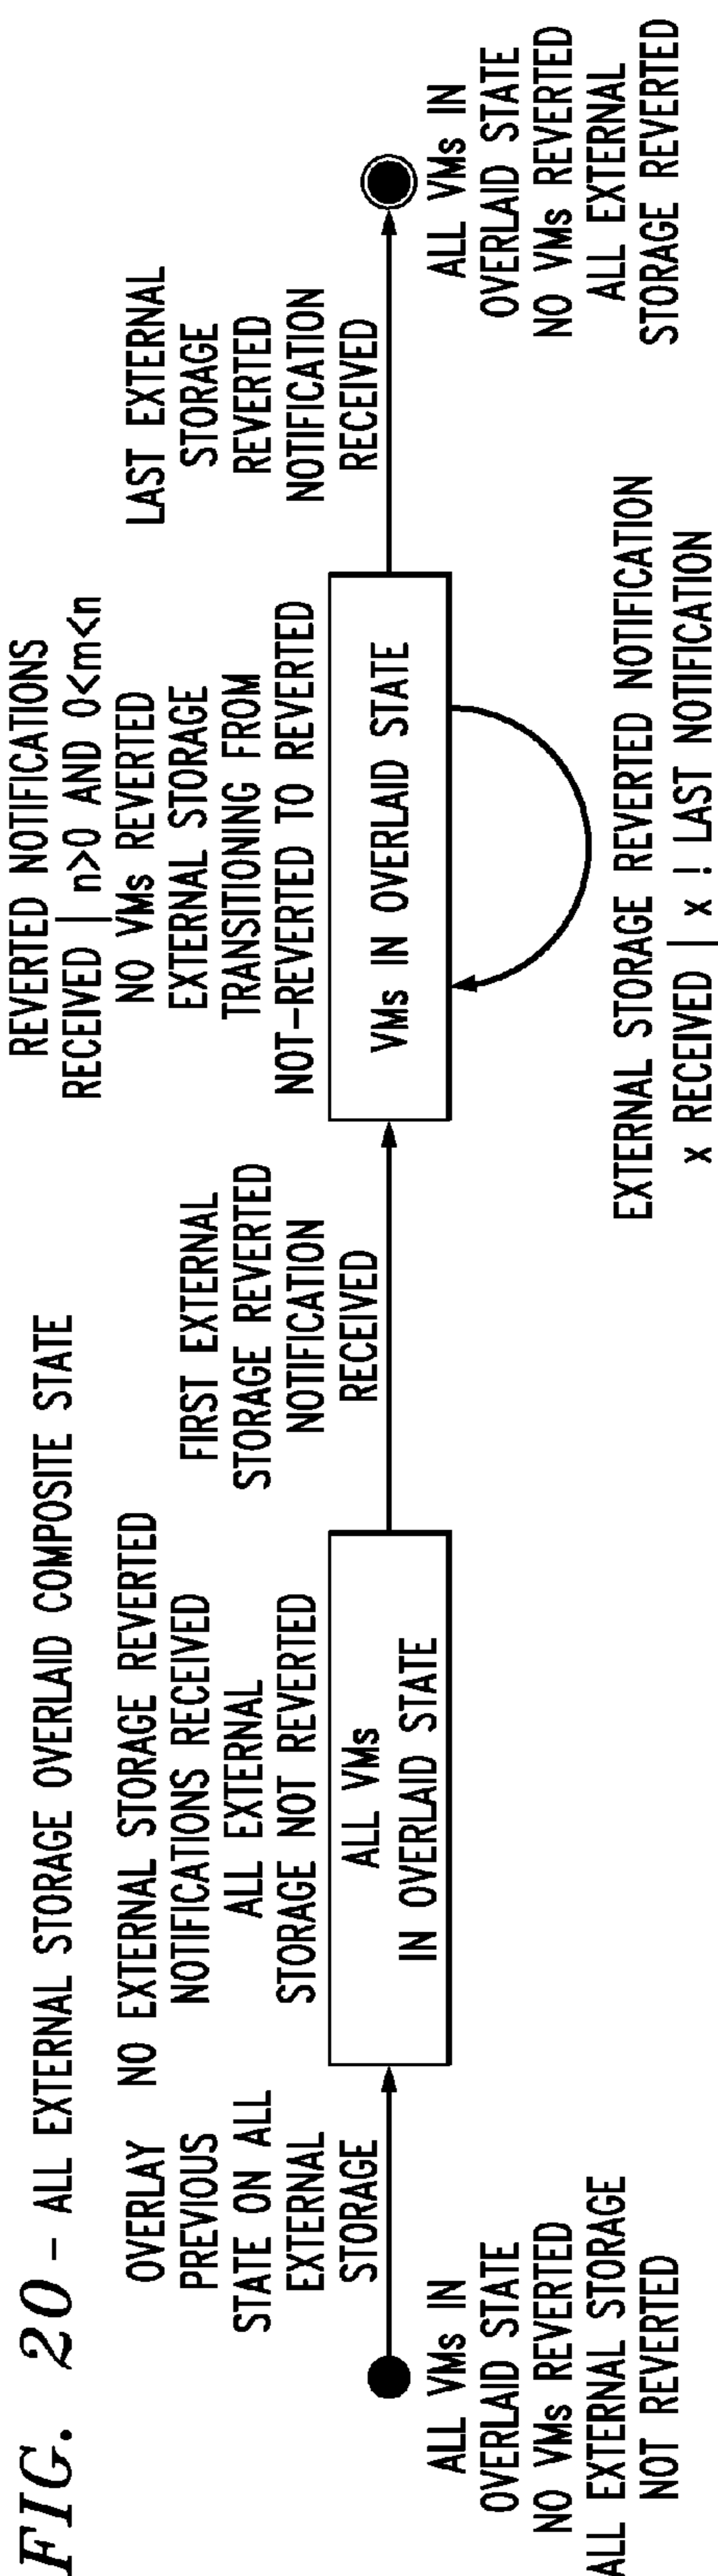 FIG. 20 - ALL EXTERNAL STORAGE OVERLAID COMPOSITE STATE
ALL VMs IN
OVERLAID STATE
NO VMs REVERTED
ALL EXTERNAL STORAGE
NOT REVERTED
OVERLAY
PREVIOUS
STATE ON ALL
EXTERNAL
STORAGE
NO EXTERNAL STORAGE REVERTED
NOTIFICATIONS RECEIVED
ALL EXTERNAL
STORAGE NOT REVERTED
ALL VMs
IN OVERLAID STATE
FIRST EXTERNAL
STORAGE REVERTED
NOTIFICATION
RECEIVED
REVERTED NOTIFICATIONS
RECEIVED | n>0 AND 0<m<n
NO VMs REVERTED
EXTERNAL STORAGE
TRANSITIONING FROM
NOT-REVERTED TO REVERTED
VMs IN OVERLAID STATE
EXTERNAL STORAGE REVERTED NOTIFICATION
x RECEIVED | x ! LAST NOTIFICATION
LAST EXTERNAL
STORAGE
REVERTED
NOTIFICATION
RECEIVED
ALL VMs IN
OVERLAID STATE
NO VMs REVERTED
ALL EXTERNAL
STORAGE REVERTED